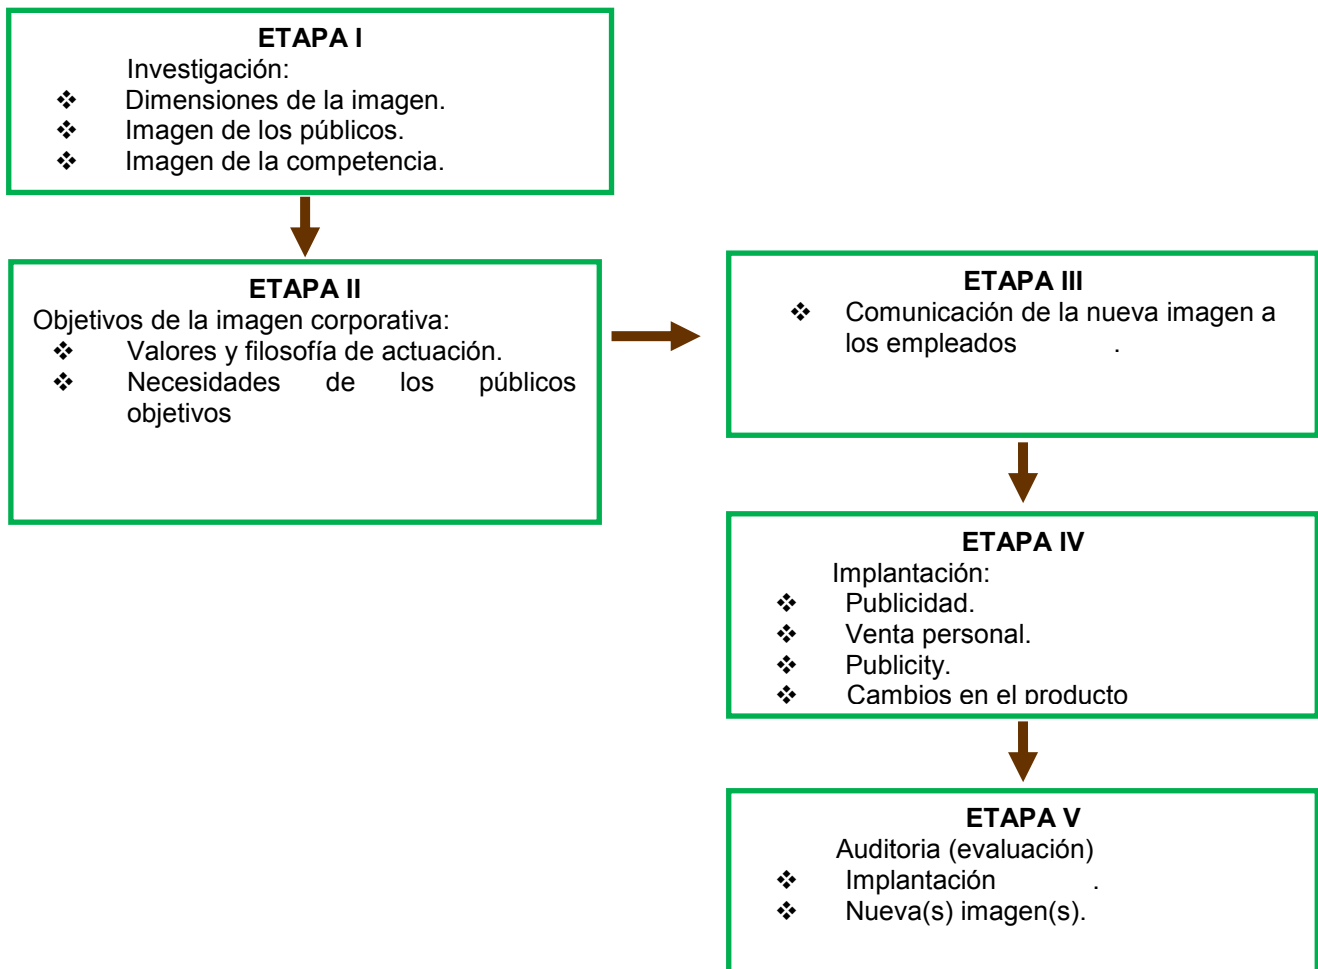 ETAPA I
Investigación:
❖ Dimensiones de la imagen.
❖ Imagen de los públicos.
❖ Imagen de la competencia.
ETAPA II
Objetivos de la imagen corporativa:
❖ Valores y filosofía de actuación.
❖ Necesidades de los públicos
objetivos
ETAPA III
❖ Comunicación de la nueva imagen a
los empleados .
ETAPA IV
Implantación:
❖ Publicidad.
❖ Venta personal.
❖ Publicity.
❖ Cambios en el producto
ETAPA V
Auditoria (evaluación)
❖ Implantación .
❖ Nueva(s) imagen(s).